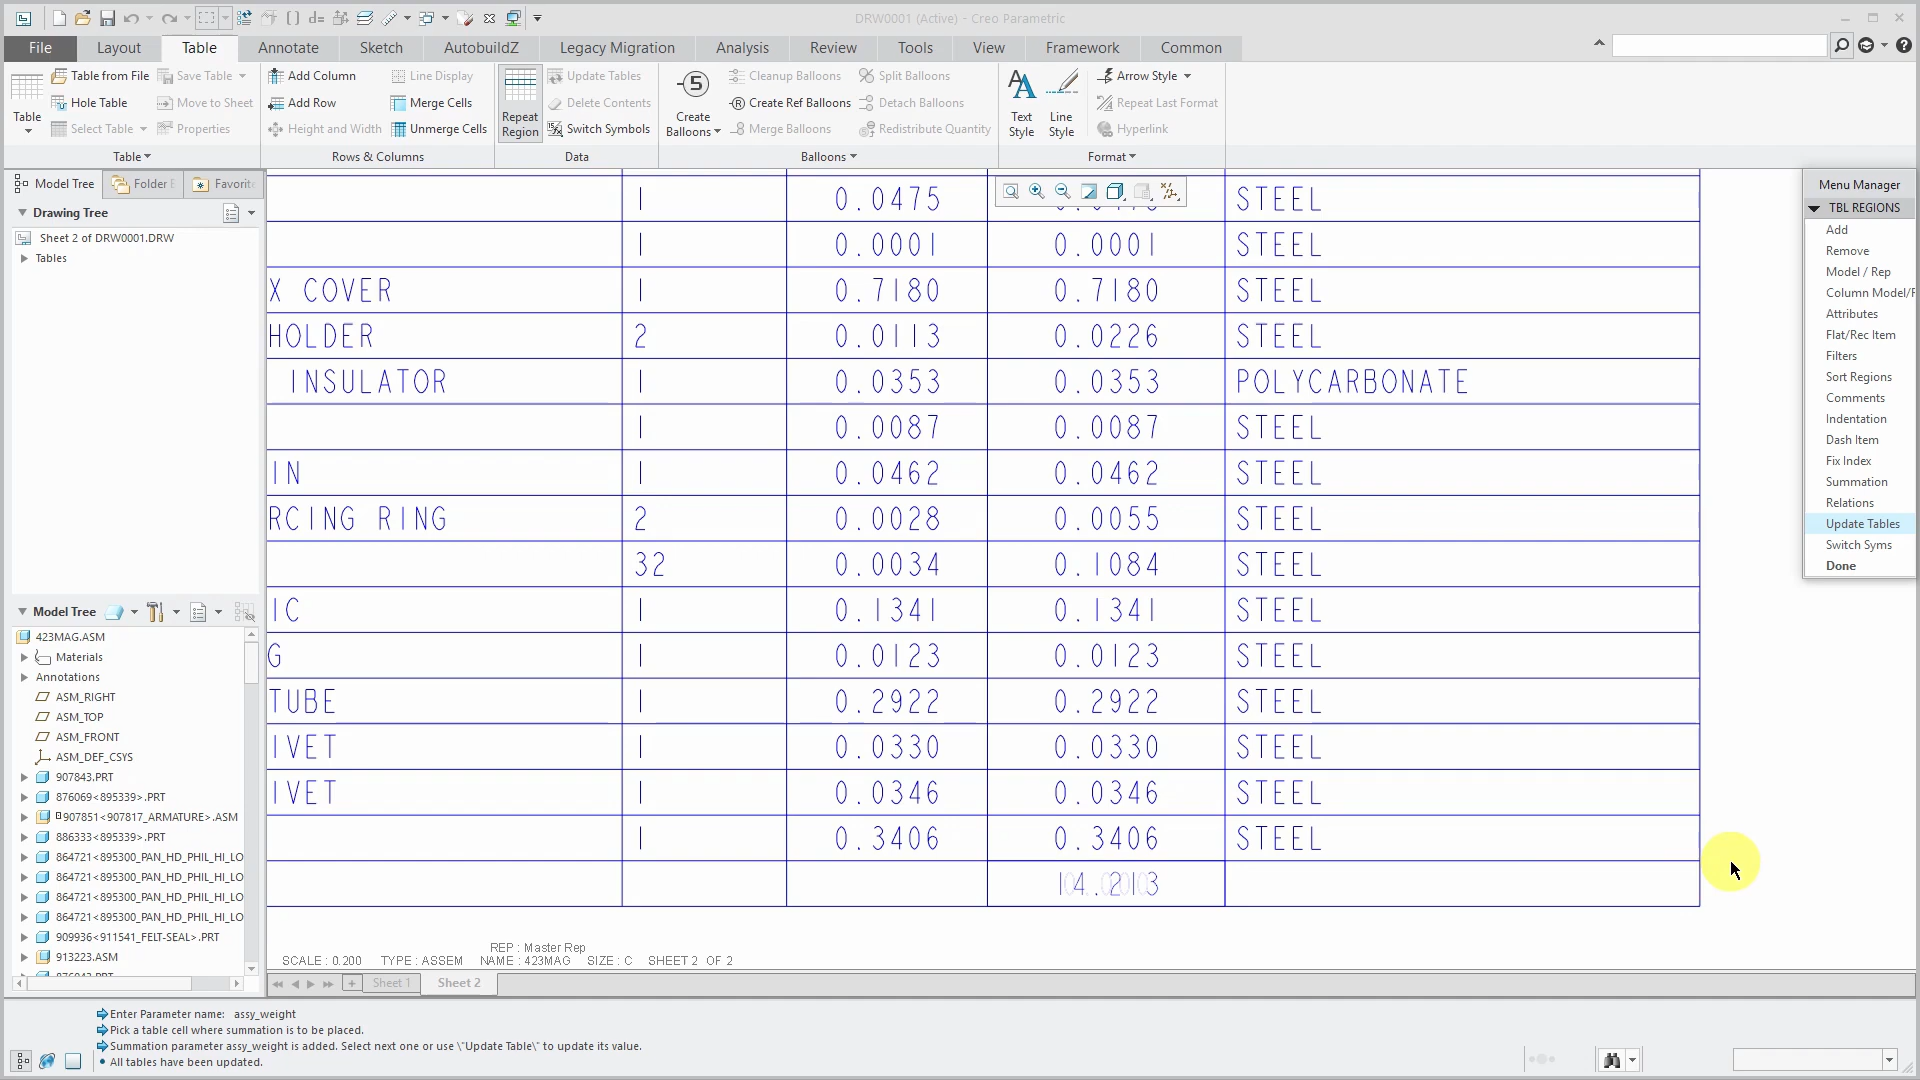 DRW0001 (Active) - Creo Parametric
File Layout Table Annotate Sketch AutobuildZ Legacy Migration Analysis Review Tools View Framework Common
Table from File Save Table Add Column Line Display Update Tables Cleanup Balloons Split Balloons Arrow Style
Hole Table Move to Sheet Add Row Merge Cells Delete Contents Create Ref Balloons Detach Balloons Repeat Last Format
Table Select Table Properties Height and Width Unmerge Cells Repeat Region Switch Symbols Create Balloons Merge Balloons Redistribute Quantity Text Style Line Style Hyperlink
Table Rows & Columns Data Balloons Format
Model Tree Folder Favorit
Drawing Tree
Sheet 2 of DRW0001.DRW
Tables
Model Tree
423MAG.ASM
Materials
Annotations
ASM_RIGHT
ASM_TOP
ASM_FRONT
ASM_DEF_CSYS
907843.PRT
876069<895339>.PRT
907851<907817_ARMATURE>.ASM
886333<895339>.PRT
864721<895300_PAN_HD_PHIL_HI_LO
864721<895300_PAN_HD_PHIL_HI_LO
864721<895300_PAN_HD_PHIL_HI_LO
864721<895300_PAN_HD_PHIL_HI_LO
909936<911541_FELT-SEAL>.PRT
913223.ASM
1 0.0475 STEEL
1 0.0001 0.0001 STEEL
X COVER 1 0.7180 0.7180 STEEL
HOLDER 2 0.0113 0.0226 STEEL
INSULATOR 1 0.0353 0.0353 POLYCARBONATE
1 0.0087 0.0087 STEEL
IN 1 0.0462 0.0462 STEEL
RCING RING 2 0.0028 0.0055 STEEL
32 0.0034 0.1084 STEEL
IC 1 0.1341 0.1341 STEEL
G 1 0.0123 0.0123 STEEL
TUBE 1 0.2922 0.2922 STEEL
IVET 1 0.0330 0.0330 STEEL
IVET 1 0.0346 0.0346 STEEL
1 0.3406 0.3406 STEEL
REP : Master Rep
SCALE : 0.200 TYPE : ASSEM NAME : 423MAG SIZE : C SHEET 2 OF 2
Sheet 1 Sheet 2
Menu Manager
TBL REGIONS
Add
Remove
Model / Rep
Column Model/R
Attributes
Flat/Rec Item
Filters
Sort Regions
Comments
Indentation
Dash Item
Fix Index
Summation
Relations
Update Tables
Switch Syms
Done
Enter Parameter name: assy_weight
Pick a table cell where summation is to be placed.
Summation parameter assy_weight is added. Select next one or use \"Update Table\" to update its value.
All tables have been updated.